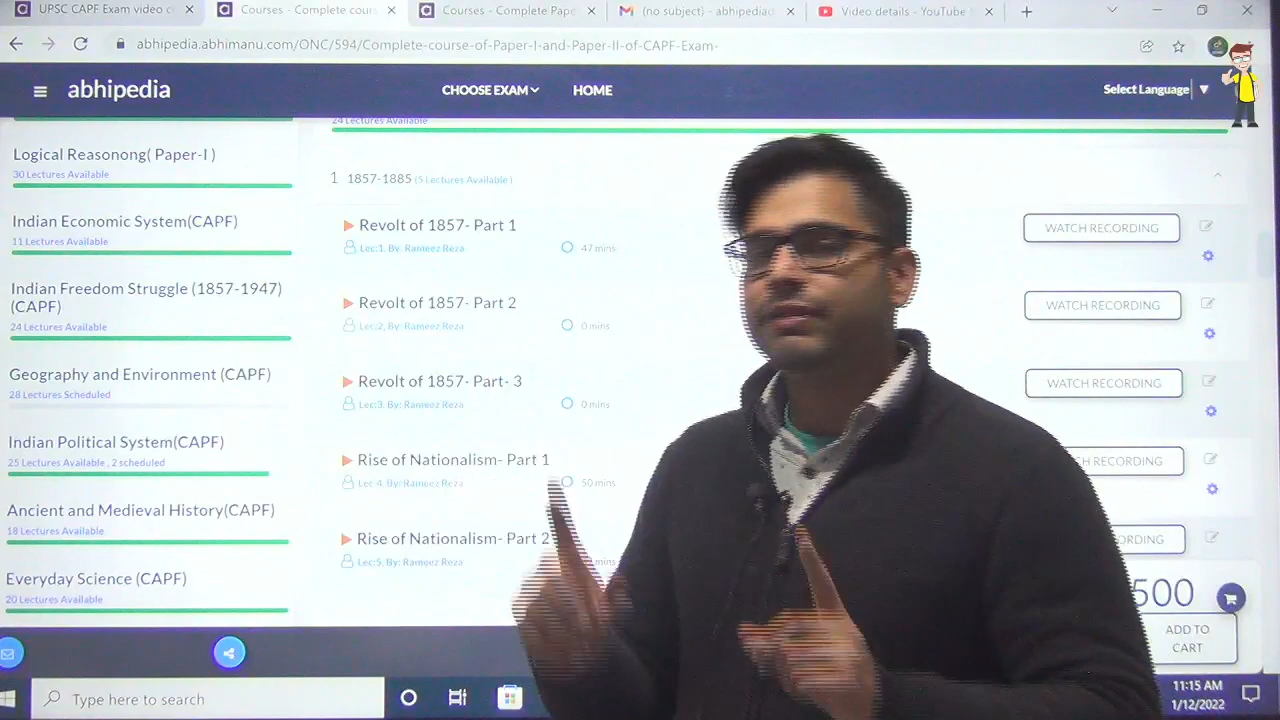 UPSC CAPF Exam video c
Courses - Complete cours
Courses - Complete Pape
(no subject) - abhipediad
Video details - YouTube
abhipedia.abhimanu.com/ONC/594/Complete-course-of-Paper-I-and-Paper-II-of-CAPF-Exam-
abhipedia
CHOOSE EXAM
HOME
Select Language
24 Lectures Available
Logical Reasonong( Paper-I )
30 Lectures Available
Indian Economic System(CAPF)
11 Lectures Available
Indian Freedom Struggle (1857-1947)
(CAPF)
24 Lectures Available
Geography and Environment (CAPF)
28 Lectures Scheduled
Indian Political System(CAPF)
25 Lectures Available , 2 scheduled
Ancient and Medieval History(CAPF)
18 Lectures Available
Everyday Science (CAPF)
20 Lectures Available
1 1857-1885 (5 Lectures Available )
Revolt of 1857- Part 1
Lec:1, By: Rameez Reza
47 mins
WATCH RECORDING
Revolt of 1857- Part 2
Lec:2, By: Rameez Reza
0 mins
WATCH RECORDING
Revolt of 1857- Part- 3
Lec:3, By: Rameez Reza
0 mins
WATCH RECORDING
Rise of Nationalism- Part 1
Lec:4, By: Rameez Reza
50 mins
CH RECORDING
Rise of Nationalism- Part 2
Lec:5, By: Rameez Reza
mins
ORDING
500
ADD TO
CART
Type here to search
11:15 AM
1/12/2022